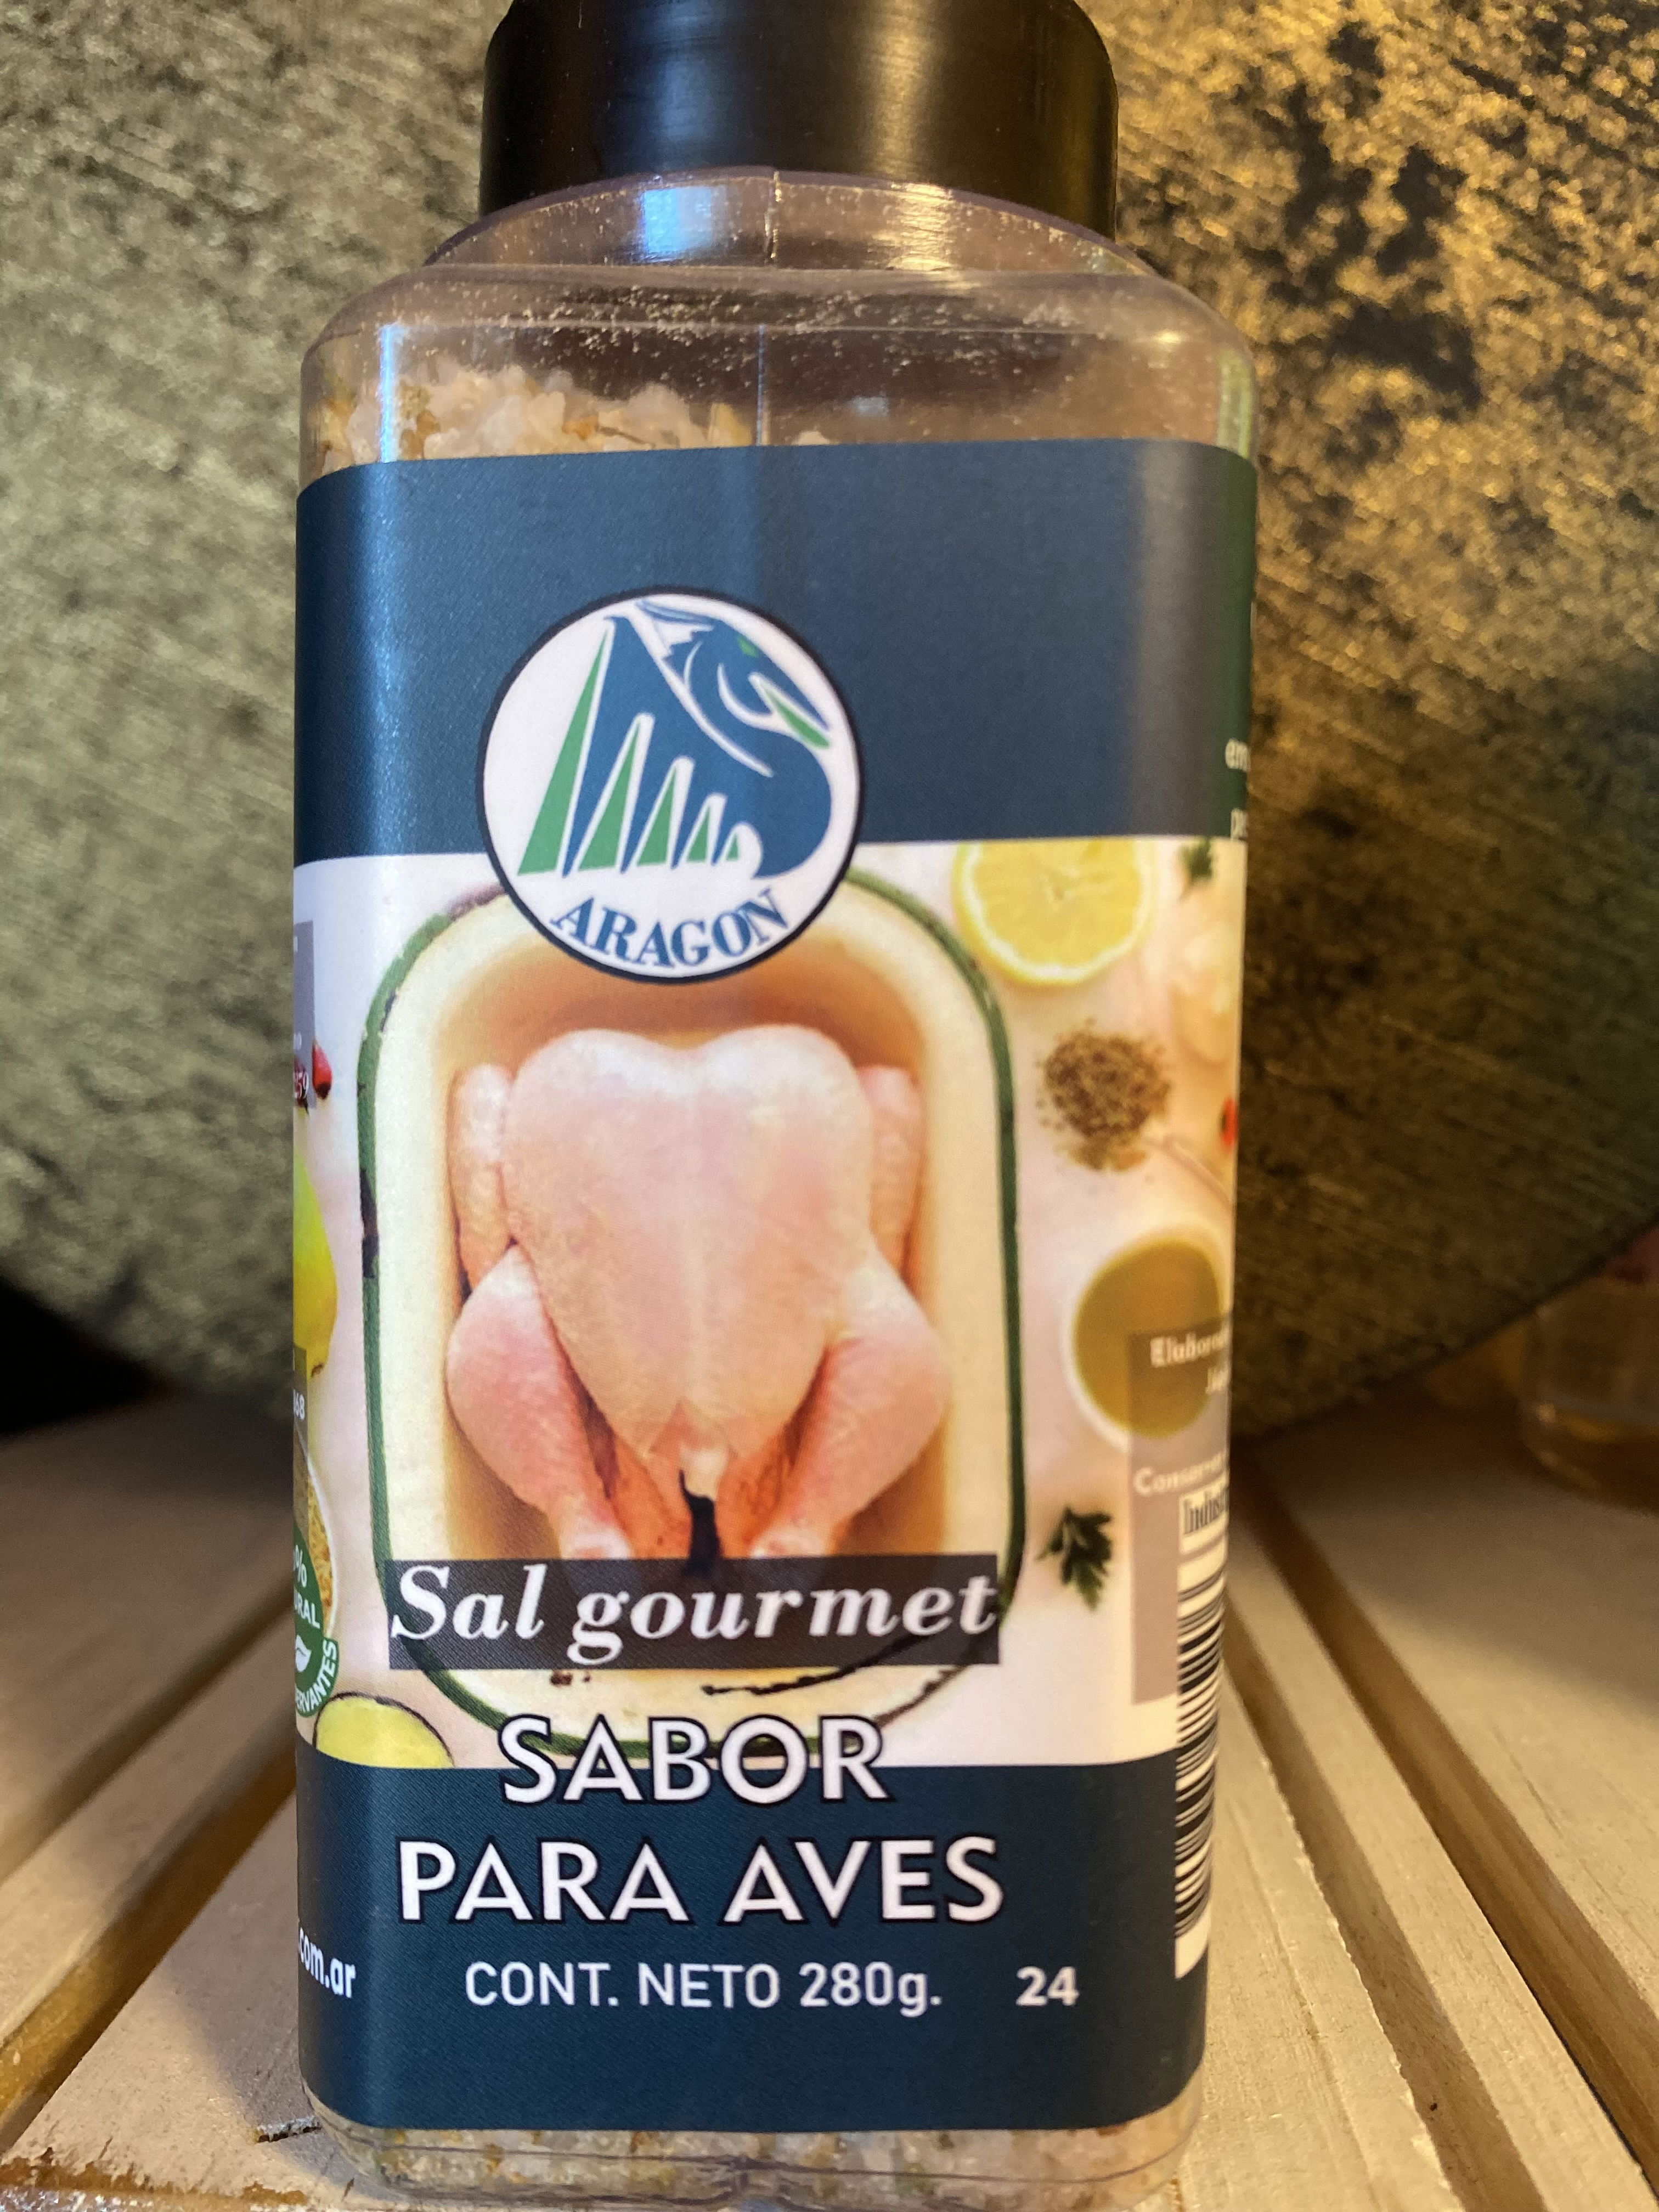 ARAGON
Sal gourmet
SABOR
PARA AVES
CONT. NETO 280g. 24
.com.ar